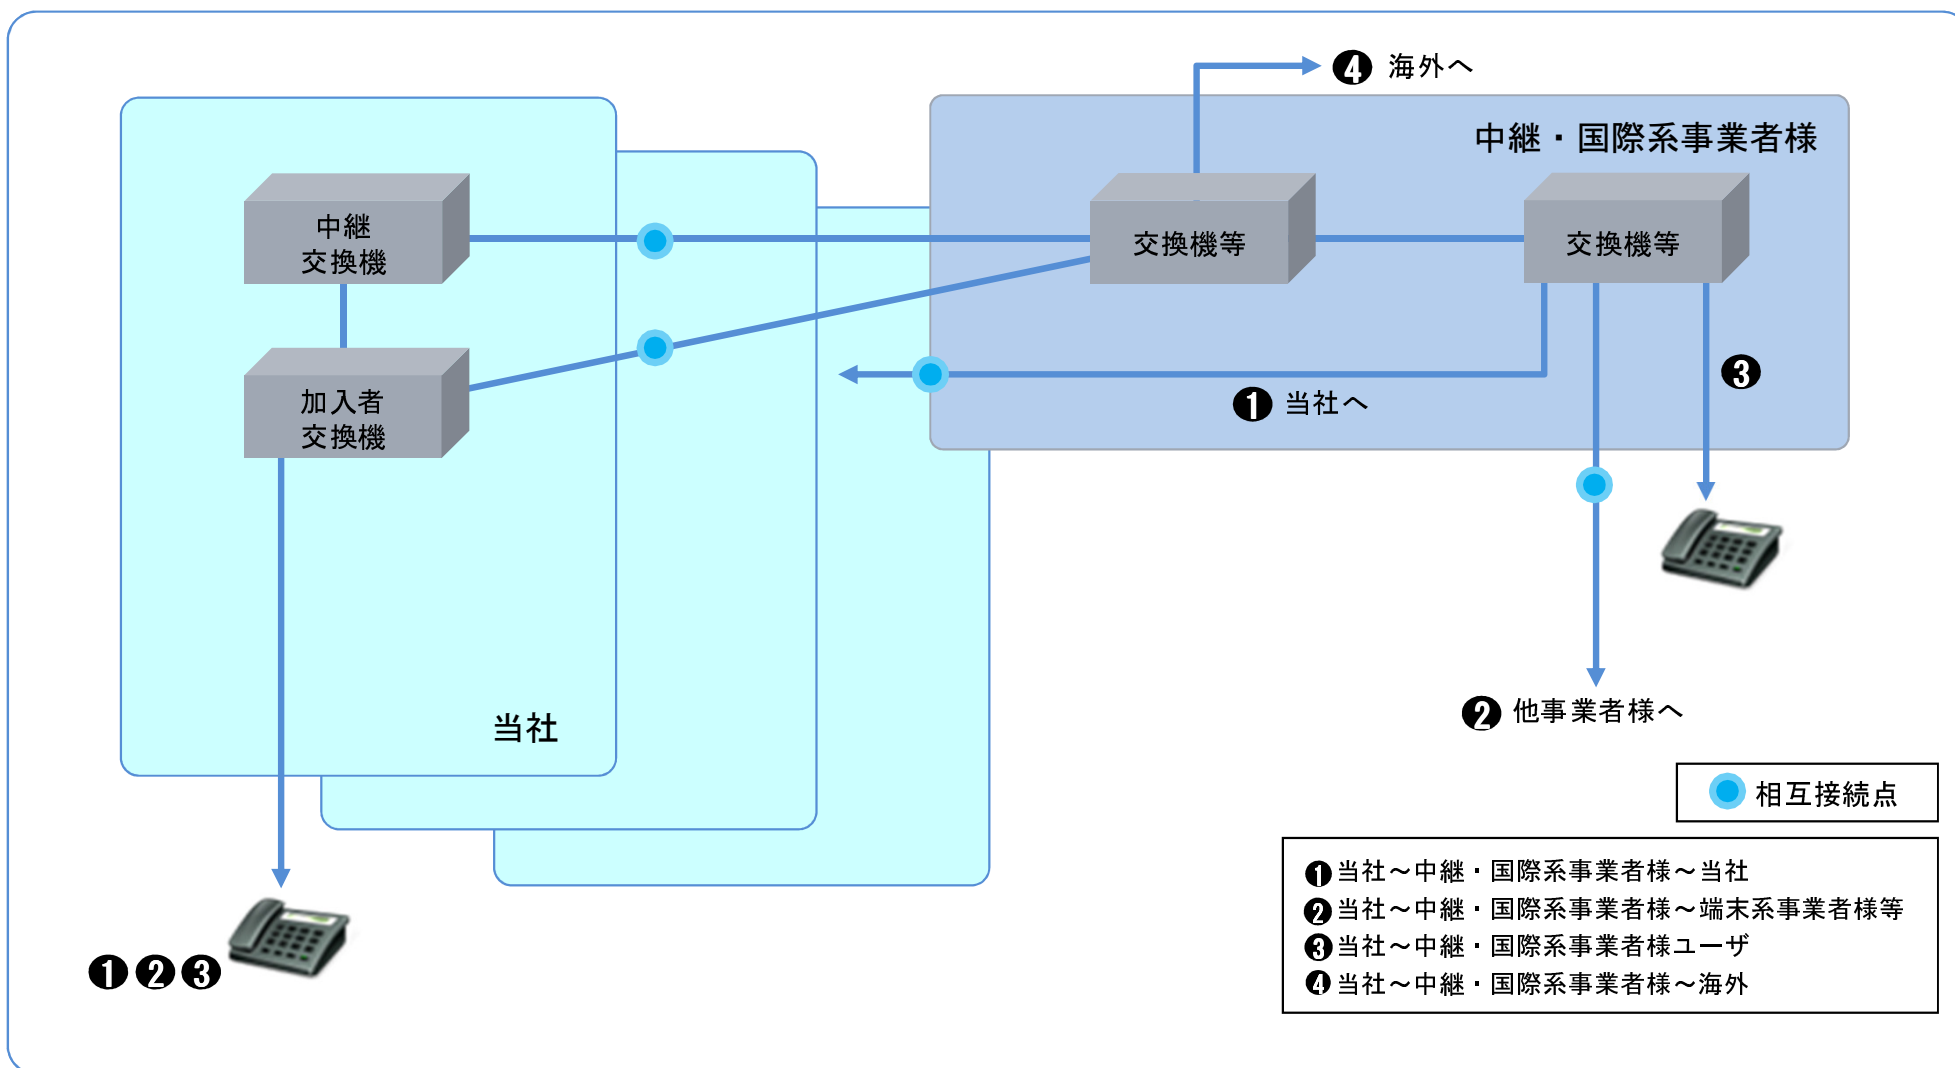 ❹ 海外へ
中継・国際系事業者様
中継
交換機
交換機等
交換機等
加入者
交換機
❸
❶ 当社へ
当社
❷ 他事業者様へ
相互接続点
❶当社～中継・国際系事業者様～当社
❷当社～中継・国際系事業者様～端末系事業者様等
❸当社～中継・国際系事業者様ユーザ
❹当社～中継・国際系事業者様～海外
❶❷❸